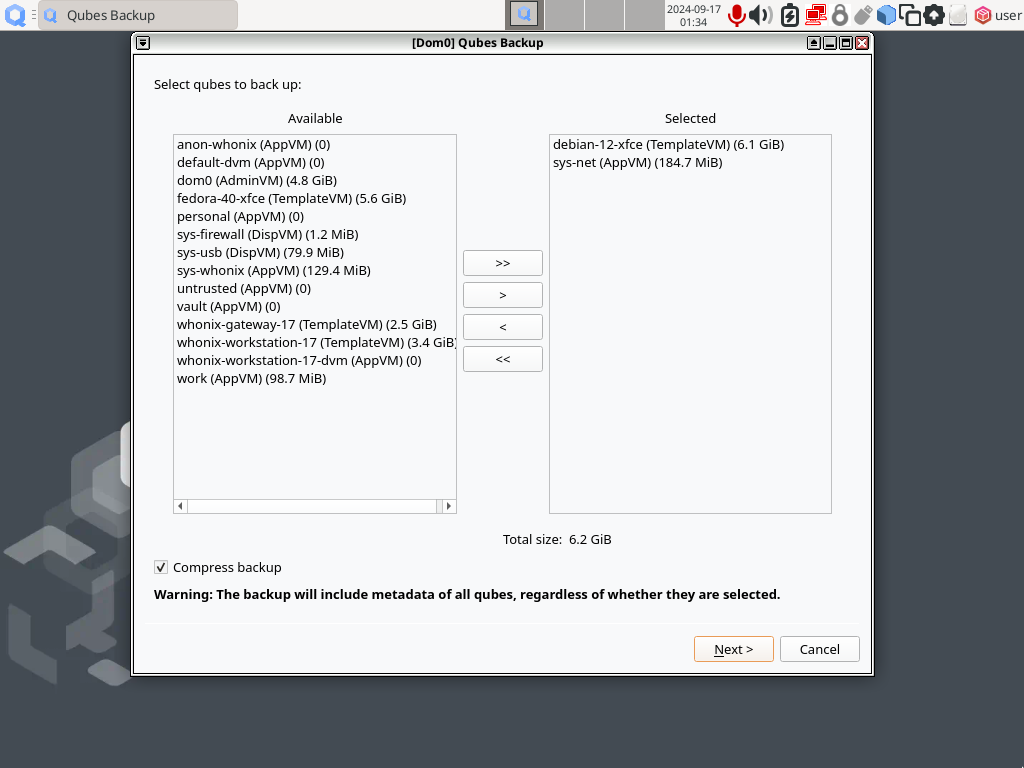 Qubes Backup
2024-09-17
01:34
user
[Dom0] Qubes Backup
Select qubes to back up:
Available
anon-whonix (AppVM) (0)
default-dvm (AppVM) (0)
dom0 (AdminVM) (4.8 GiB)
fedora-40-xfce (TemplateVM) (5.6 GiB)
personal (AppVM) (0)
sys-firewall (DispVM) (1.2 MiB)
sys-usb (DispVM) (79.9 MiB)
sys-whonix (AppVM) (129.4 MiB)
untrusted (AppVM) (0)
vault (AppVM) (0)
whonix-gateway-17 (TemplateVM) (2.5 GiB)
whonix-workstation-17 (TemplateVM) (3.4 GiB)
whonix-workstation-17-dvm (AppVM) (0)
work (AppVM) (98.7 MiB)
>>
>
<
<<
Selected
debian-12-xfce (TemplateVM) (6.1 GiB)
sys-net (AppVM) (184.7 MiB)
Total size: 6.2 GiB
Compress backup
Warning: The backup will include metadata of all qubes, regardless of whether they are selected.
Next >
Cancel